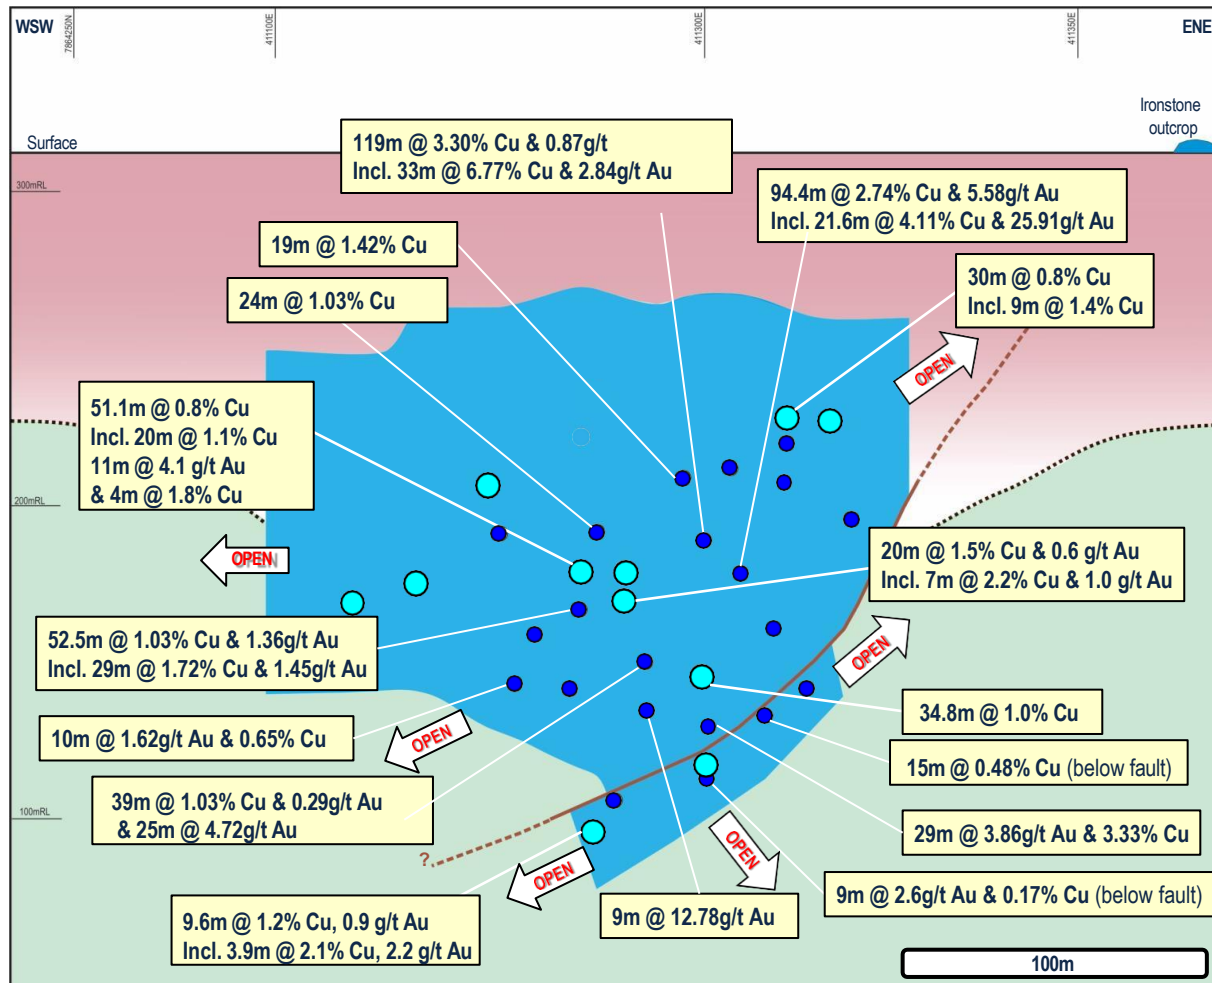 WSW
7864250N
411100E
411300E
411350E
ENE
Ironstone
outcrop
Surface
300mRL
119m @ 3.30% Cu & 0.87g/t
Incl. 33m @ 6.77% Cu & 2.84g/t Au
94.4m @ 2.74% Cu & 5.58g/t Au
Incl. 21.6m @ 4.11% Cu & 25.91g/t Au
19m @ 1.42% Cu
24m @ 1.03% Cu
30m @ 0.8% Cu
Incl. 9m @ 1.4% Cu
OPEN
51.1m @ 0.8% Cu
Incl. 20m @ 1.1% Cu
11m @ 4.1 g/t Au
& 4m @ 1.8% Cu
200mRL
OPEN
20m @ 1.5% Cu & 0.6 g/t Au
Incl. 7m @ 2.2% Cu & 1.0 g/t Au
52.5m @ 1.03% Cu & 1.36g/t Au
Incl. 29m @ 1.72% Cu & 1.45g/t Au
OPEN
34.8m @ 1.0% Cu
10m @ 1.62g/t Au & 0.65% Cu
OPEN
15m @ 0.48% Cu (below fault)
39m @ 1.03% Cu & 0.29g/t Au
& 25m @ 4.72g/t Au
100mRL
29m @ 3.86g/t Au & 3.33% Cu
?
OPEN
OPEN
9m @ 2.6g/t Au & 0.17% Cu (below fault)
9.6m @ 1.2% Cu, 0.9 g/t Au
Incl. 3.9m @ 2.1% Cu, 2.2 g/t Au
9m @ 12.78g/t Au
100m